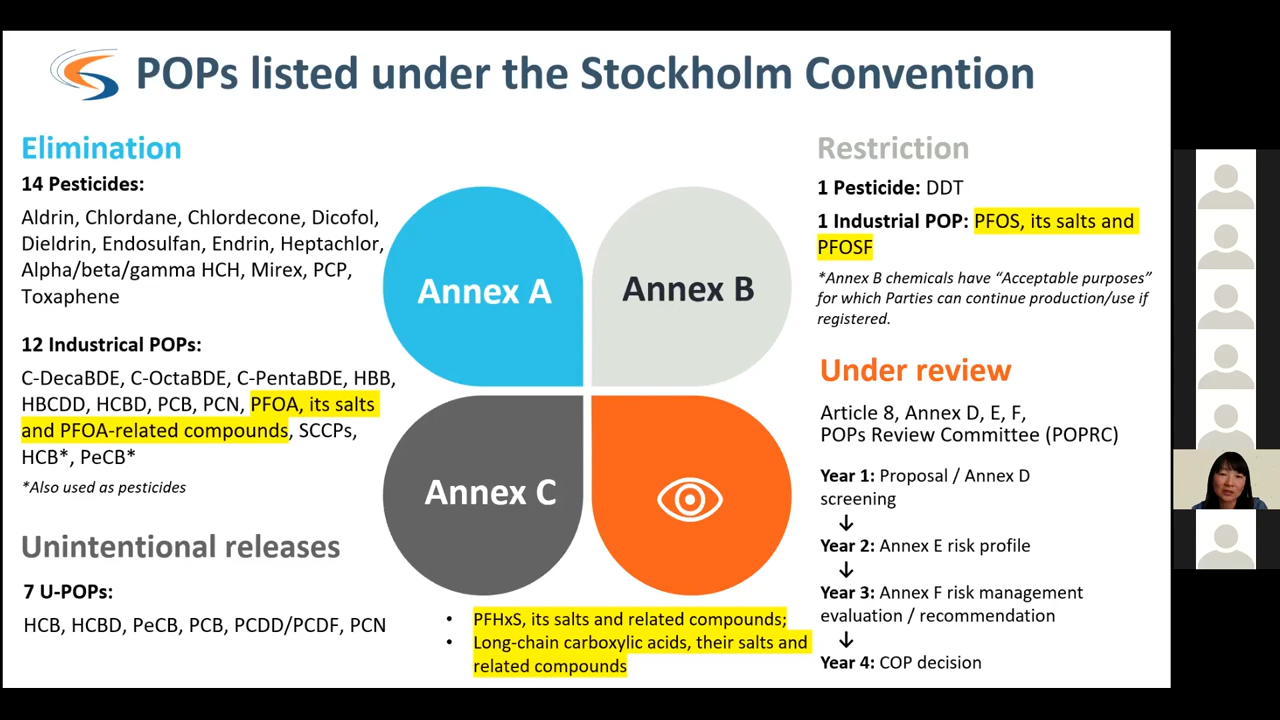 POPs listed under the Stockholm Convention
Elimination
14 Pesticides:
Aldrin, Chlordane, Chlordecone, Dicofol,
Dieldrin, Endosulfan, Endrin, Heptachlor,
Alpha/beta/gamma HCH, Mirex, PCP,
Toxaphene
12 Industrical POPs:
C-DecaBDE, C-OctaBDE, C-PentaBDE, HBB,
HBCDD, HCBD, PCB, PCN, PFOA, its salts
and PFOA-related compounds, SCCPs,
HCB*, PeCB*
*Also used as pesticides
Unintentional releases
7 U-POPs:
HCB, HCBD, PeCB, PCB, PCDD/PCDF, PCN
Annex A
Annex B
Annex C
• PFHxS, its salts and related compounds;
• Long-chain carboxylic acids, their salts and
related compounds
Restriction
1 Pesticide: DDT
1 Industrial POP: PFOS, its salts and
PFOSF
*Annex B chemicals have “Acceptable purposes”
for which Parties can continue production/use if
registered.
Under review
Article 8, Annex D, E, F,
POPs Review Committee (POPRC)
Year 1: Proposal / Annex D
screening
↓
Year 2: Annex E risk profile
↓
Year 3: Annex F risk management
evaluation / recommendation
↓
Year 4: COP decision